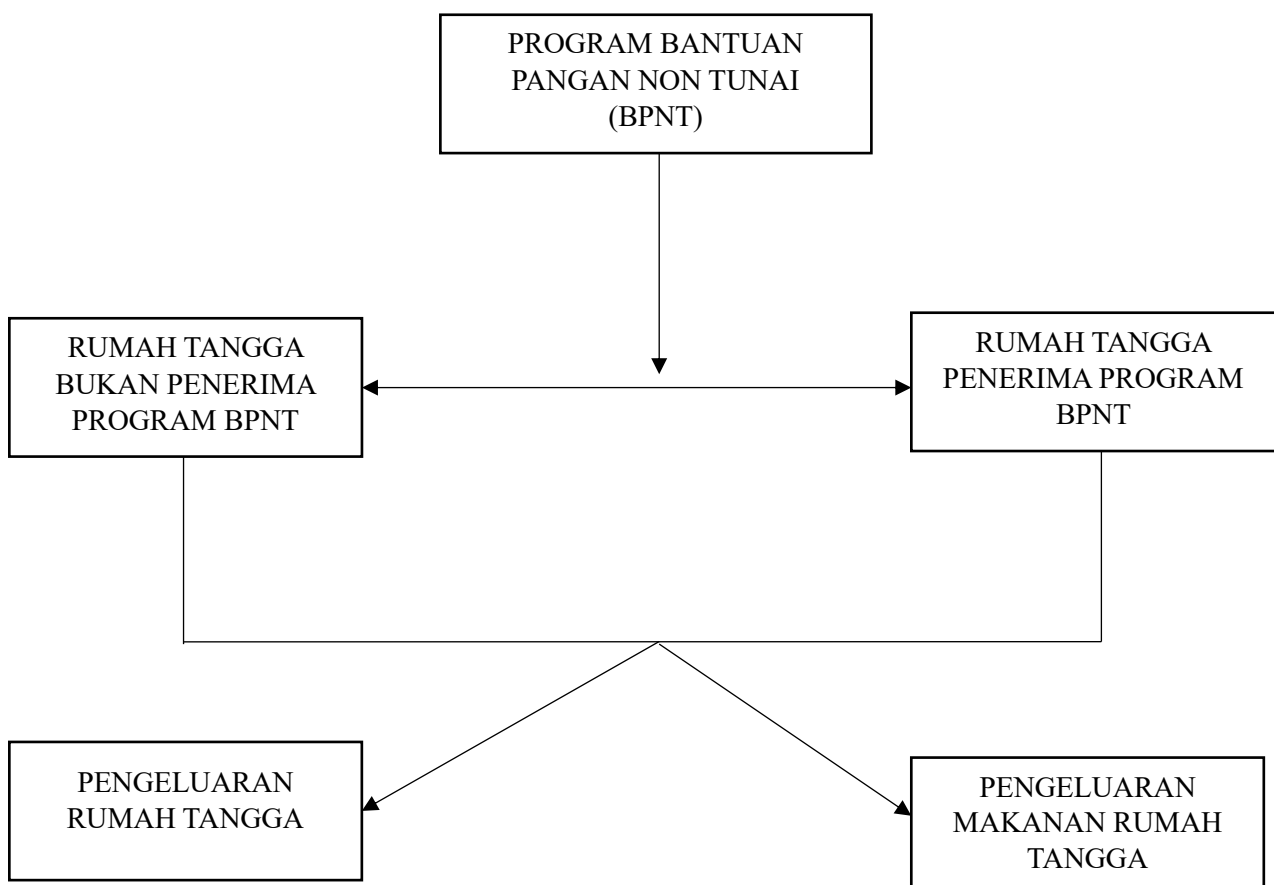 PROGRAM BANTUAN
PANGAN NON TUNAI
(BPNT)
RUMAH TANGGA
BUKAN PENERIMA
PROGRAM BPNT
RUMAH TANGGA
PENERIMA PROGRAM
BPNT
PENGELUARAN
RUMAH TANGGA
PENGELUARAN
MAKANAN RUMAH
TANGGA